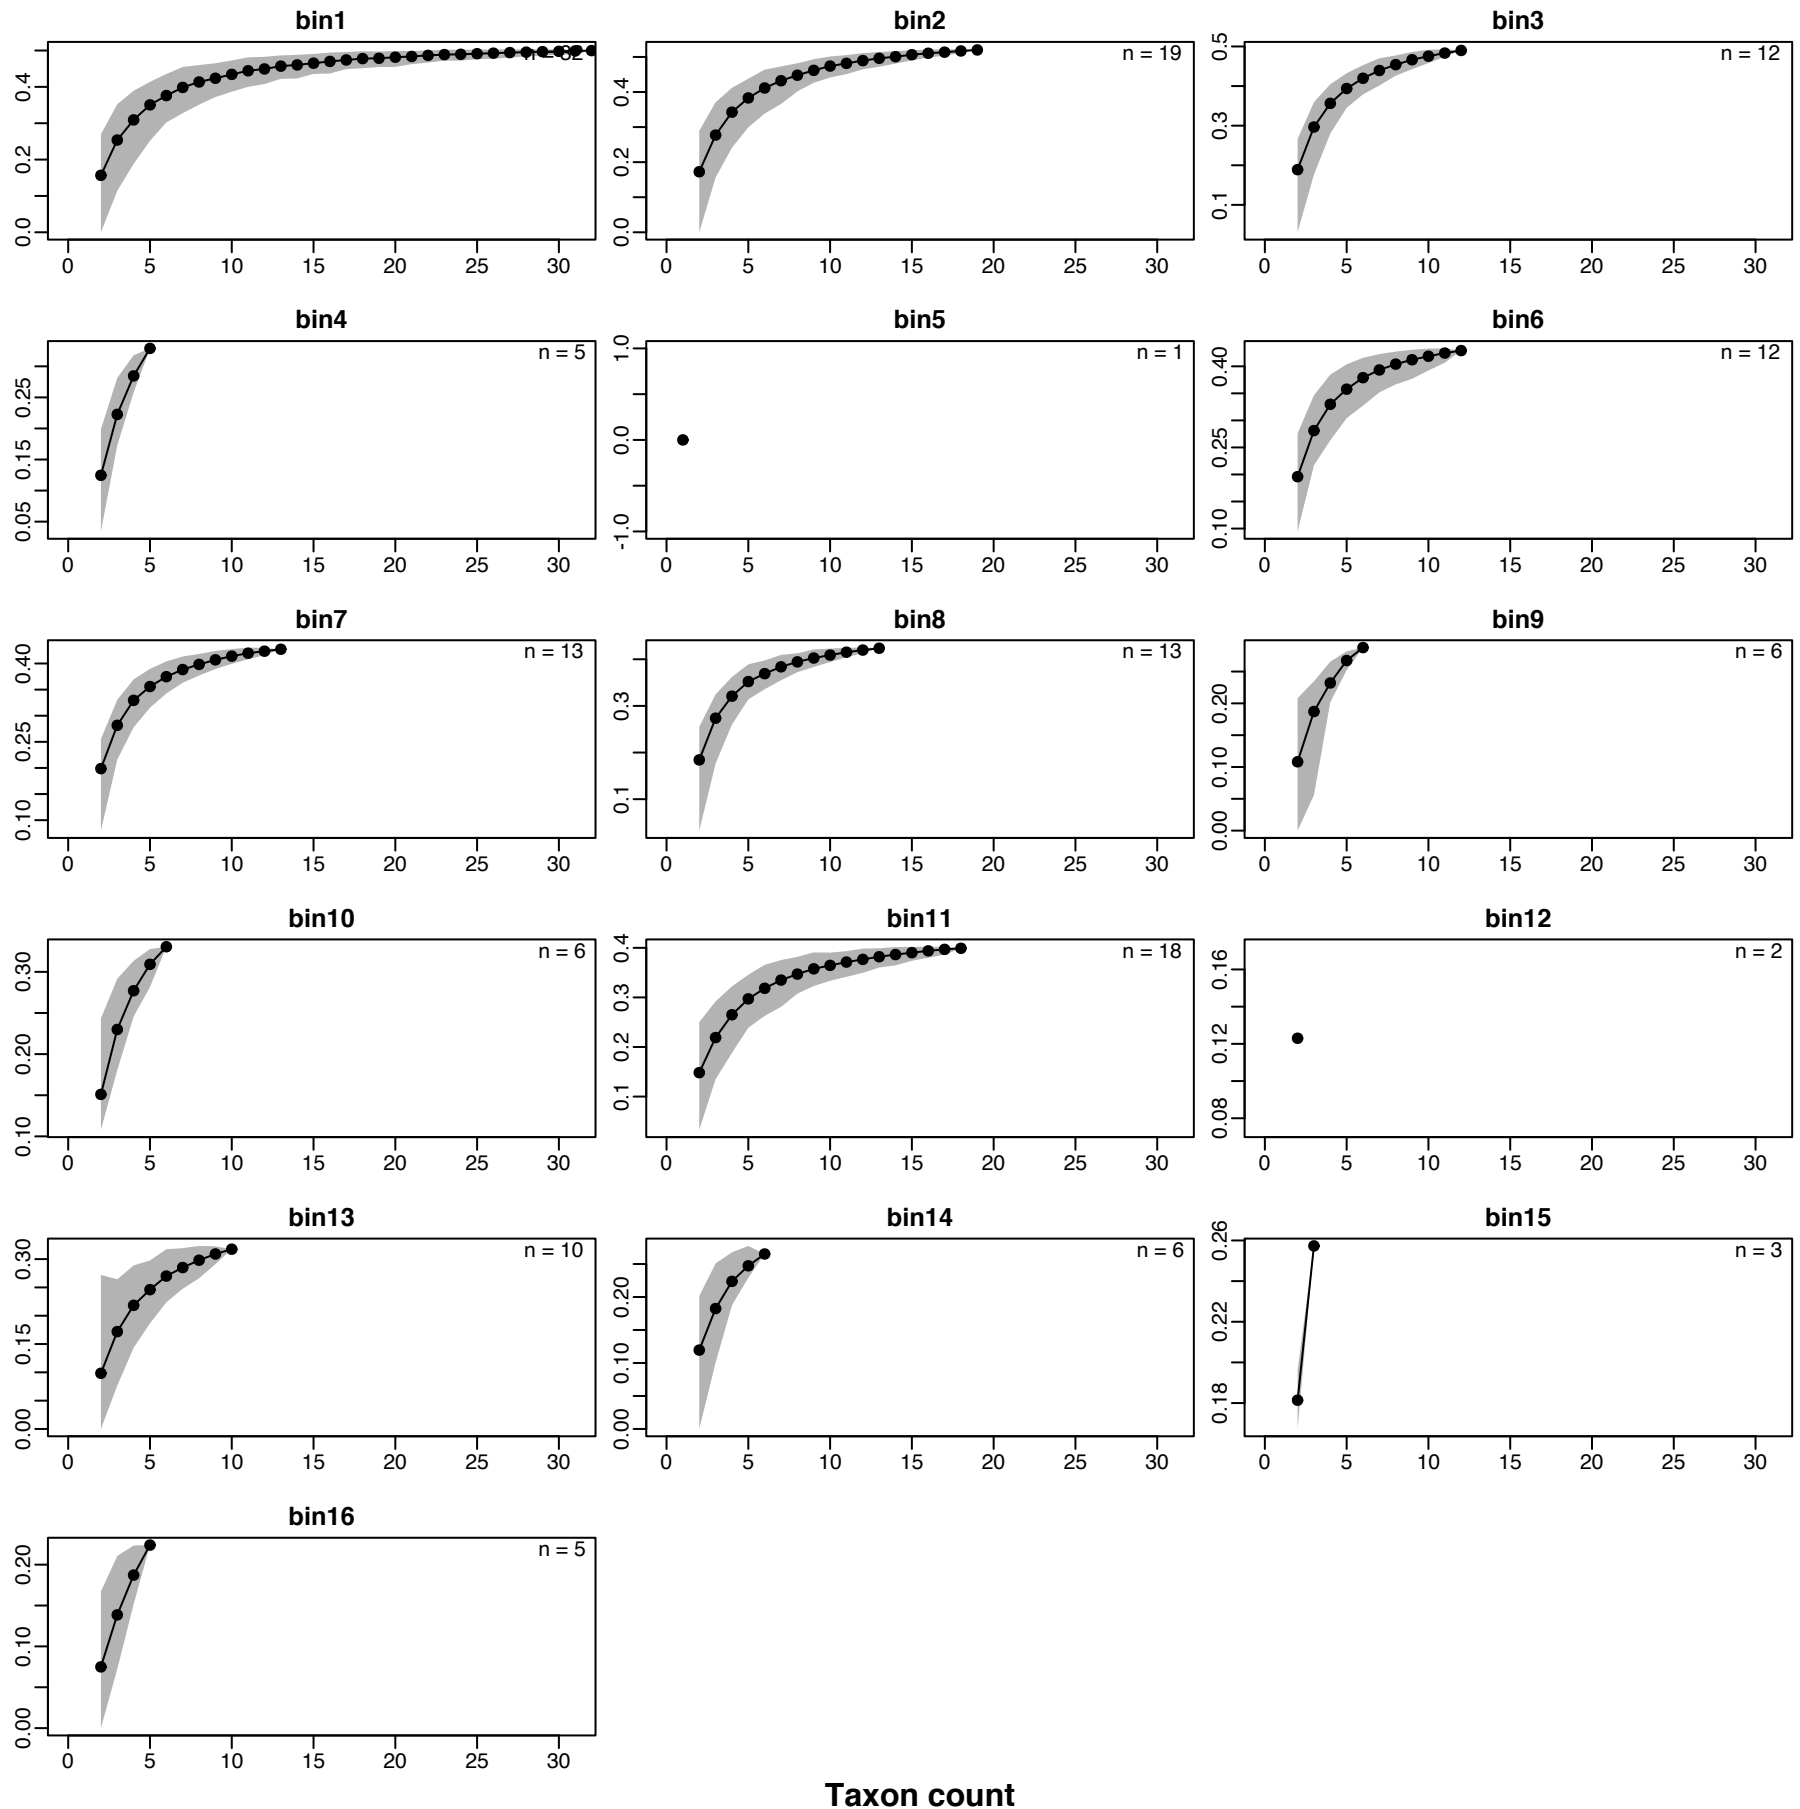 bin1
bin2
bin3
0.0 0.2 0.4
n = 32
0.0 0.2 0.4
n = 19
0.1 0.3 0.5
n = 12
0 5 10 15 20 25 30
0 5 10 15 20 25 30
0 5 10 15 20 25 30
bin4
bin5
bin6
0.05 0.15 0.25
n = 5
-1.0 0.0 1.0
n = 1
0.10 0.25 0.40
n = 12
0 5 10 15 20 25 30
0 5 10 15 20 25 30
0 5 10 15 20 25 30
bin7
bin8
bin9
0.10 0.25 0.40
n = 13
0.1 0.3
n = 13
0.00 0.10 0.20
n = 6
0 5 10 15 20 25 30
0 5 10 15 20 25 30
0 5 10 15 20 25 30
bin10
bin11
bin12
0.10 0.20 0.30
n = 6
0.1 0.2 0.3 0.4
n = 18
0.08 0.12 0.16
n = 2
0 5 10 15 20 25 30
0 5 10 15 20 25 30
0 5 10 15 20 25 30
bin13
bin14
bin15
0.00 0.15 0.30
n = 10
0.00 0.10 0.20
n = 6
0.18 0.22 0.26
n = 3
0 5 10 15 20 25 30
0 5 10 15 20 25 30
0 5 10 15 20 25 30
bin16
0.00 0.10 0.20
n = 5
0 5 10 15 20 25 30
Taxon count